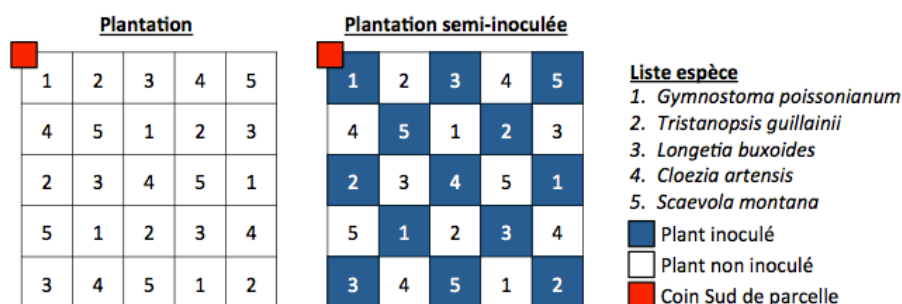 Plantation
1 2 3 4 5
4 5 1 2 3
2 3 4 5 1
5 1 2 3 4
3 4 5 1 2
Plantation semi-inoculée
1 2 3 4 5
4 5 1 2 3
2 3 4 5 1
5 1 2 3 4
3 4 5 1 2
Liste espèce
1. Gymnostoma poissonianum
2. Tristanopsis guillainii
3. Longetia buxoides
4. Cloezia artensis
5. Scaevola montana
Plant inoculé
Plant non inoculé
Coin Sud de parcelle